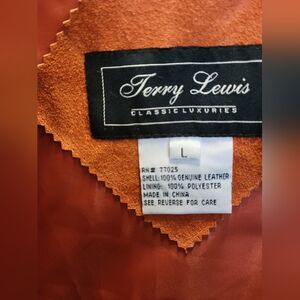 Terry Lewis
CLASSIC LUXURIES
L
RN# 77025
SHELL: 100% GENUINE LEATHER
LINING: 100% POLYESTER
MADE IN CHINA
SEE REVERSE FOR CARE